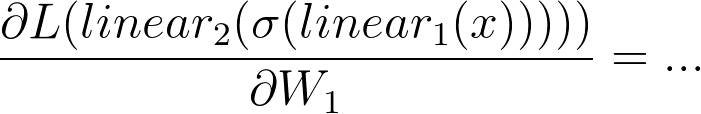 ∂L(linear₂(σ(linear₁(x)))))
∂W₁ = ...